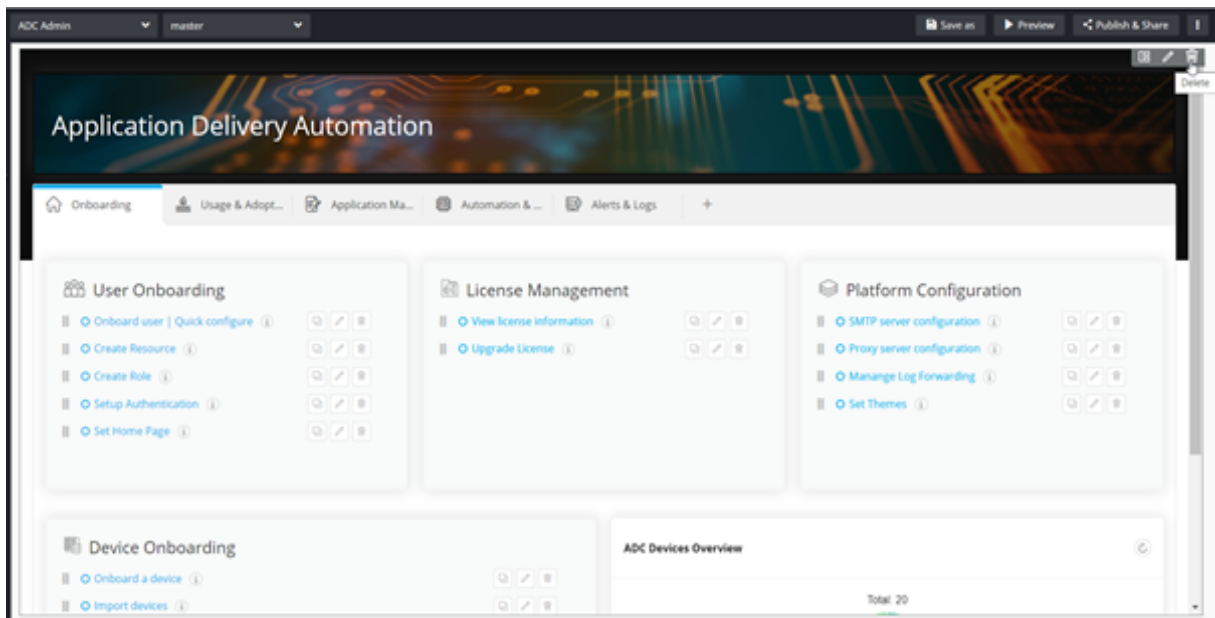 ADC Admin master Save as Preview Publish & Share
Delete
Application Delivery Automation
Onboarding Usage & Adopt... Application Ma... Automation & ... Alerts & Logs +
User Onboarding
Onboard user | Quick configure
Create Resource
Create Role
Setup Authentication
Set Home Page
License Management
View license information
Upgrade License
Platform Configuration
SMTP server configuration
Proxy server configuration
Manange Log Forwarding
Set Themes
Device Onboarding
Onboard a device
Import devices
ADC Devices Overview
Total: 20